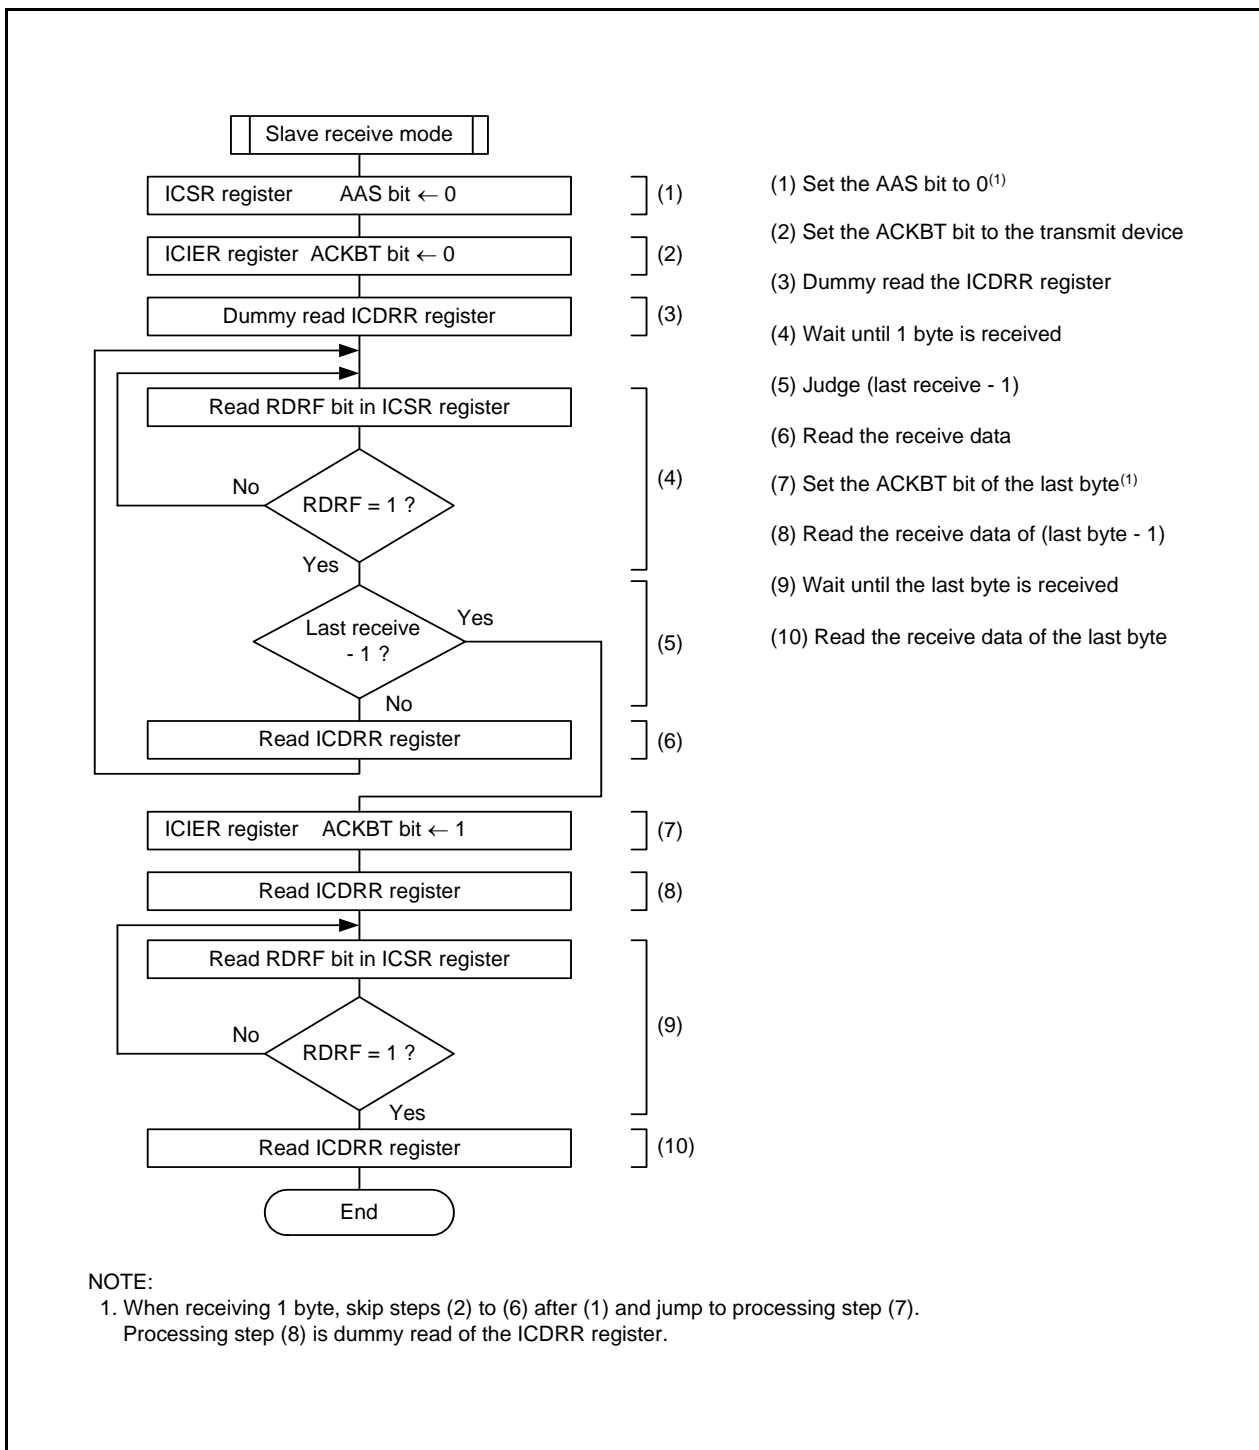 Slave receive mode
ICSR register AAS bit ← 0 (1)
ICIER register ACKBT bit ← 0 (2)
Dummy read ICDRR register (3)
Read RDRF bit in ICSR register
No
RDRF = 1 ?
(4)
Yes
Last receive
- 1 ?
Yes
(5)
No
Read ICDRR register (6)
ICIER register ACKBT bit ← 1 (7)
Read ICDRR register (8)
Read RDRF bit in ICSR register
No
RDRF = 1 ?
(9)
Yes
Read ICDRR register (10)
End
(1) Set the AAS bit to 0(1)
(2) Set the ACKBT bit to the transmit device
(3) Dummy read the ICDRR register
(4) Wait until 1 byte is received
(5) Judge (last receive - 1)
(6) Read the receive data
(7) Set the ACKBT bit of the last byte(1)
(8) Read the receive data of (last byte - 1)
(9) Wait until the last byte is received
(10) Read the receive data of the last byte
NOTE:
1. When receiving 1 byte, skip steps (2) to (6) after (1) and jump to processing step (7).
Processing step (8) is dummy read of the ICDRR register.